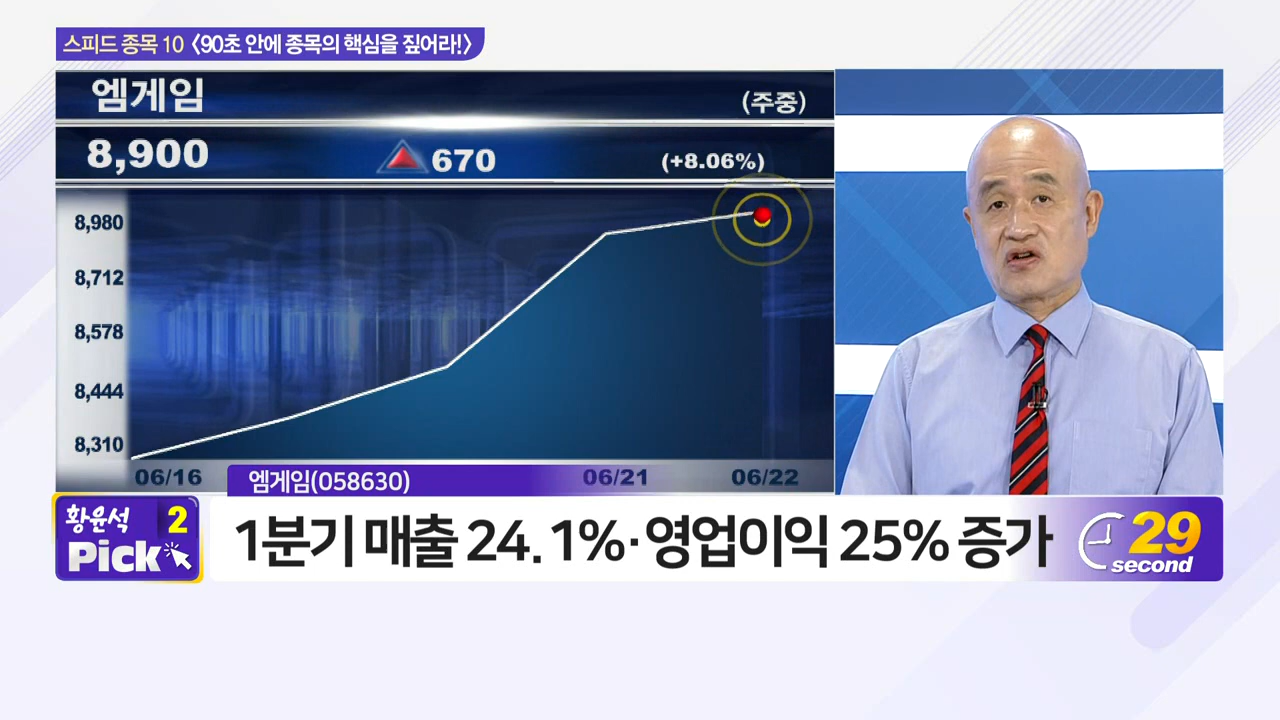 스피드 종목 10 <90초 안에 종목의 핵심을 짚어라!>
엠게임
(주중)
8,900
670
(+8.06%)
8,980
8,712
8,578
8,444
8,310
06/16
06/21
06/22
엠게임(058630)
황윤석 2
Pick
1분기 매출 24.1%·영업이익 25% 증가
29
second